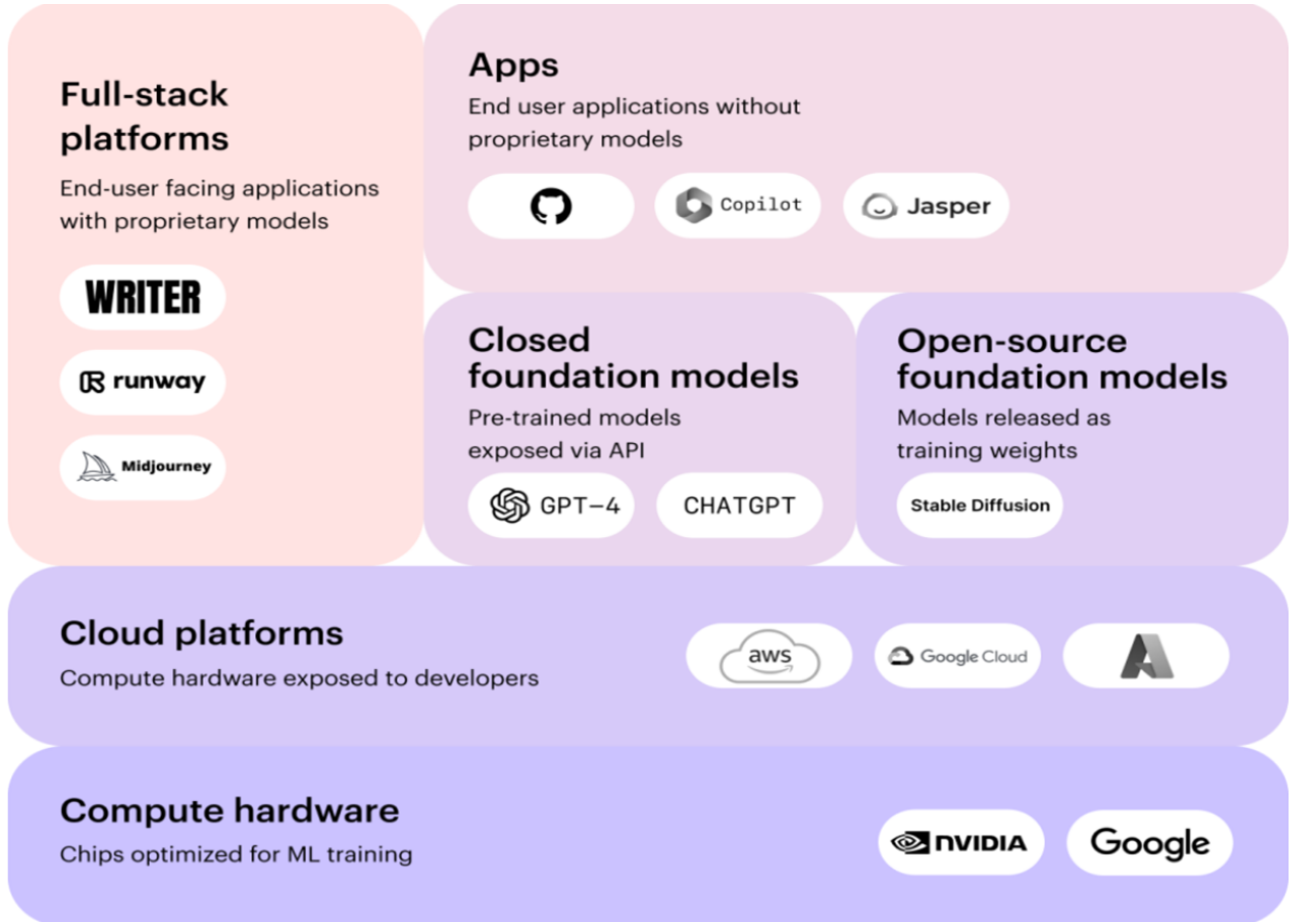 Full-stack
platforms
End-user facing applications
with proprietary models
WRITER
runway
Midjourney
Apps
End user applications without
proprietary models
Copilot
Jasper
Closed
foundation models
Pre-trained models
exposed via API
GPT–4
CHATGPT
Open-source
foundation models
Models released as
training weights
Stable Diffusion
Cloud platforms
Compute hardware exposed to developers
aws
Google Cloud
Compute hardware
Chips optimized for ML training
NVIDIA
Google